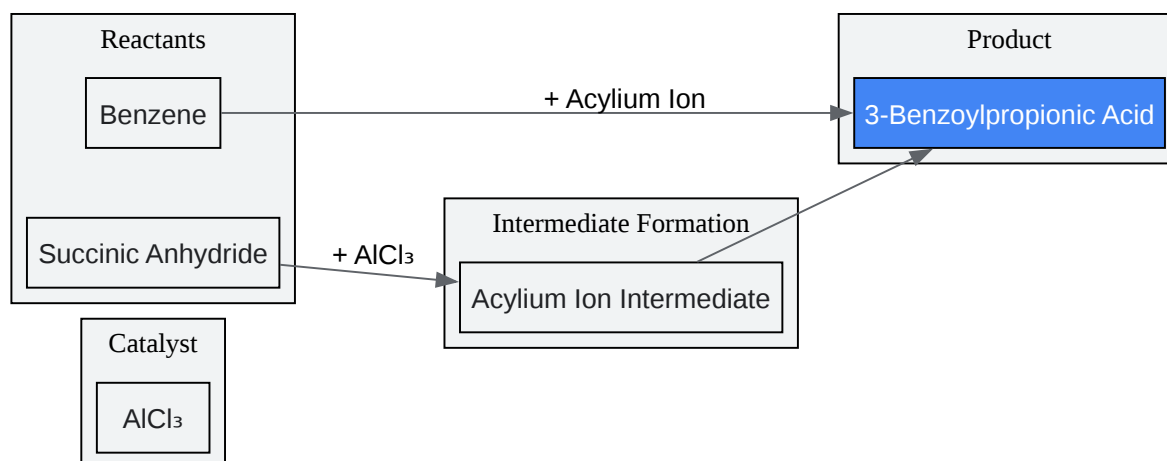 Reactants
Benzene
Succinic Anhydride
Catalyst
AlCl₃
+ Acylium Ion
+ AlCl₃
Intermediate Formation
Acylium Ion Intermediate
Product
3-Benzoylpropionic Acid